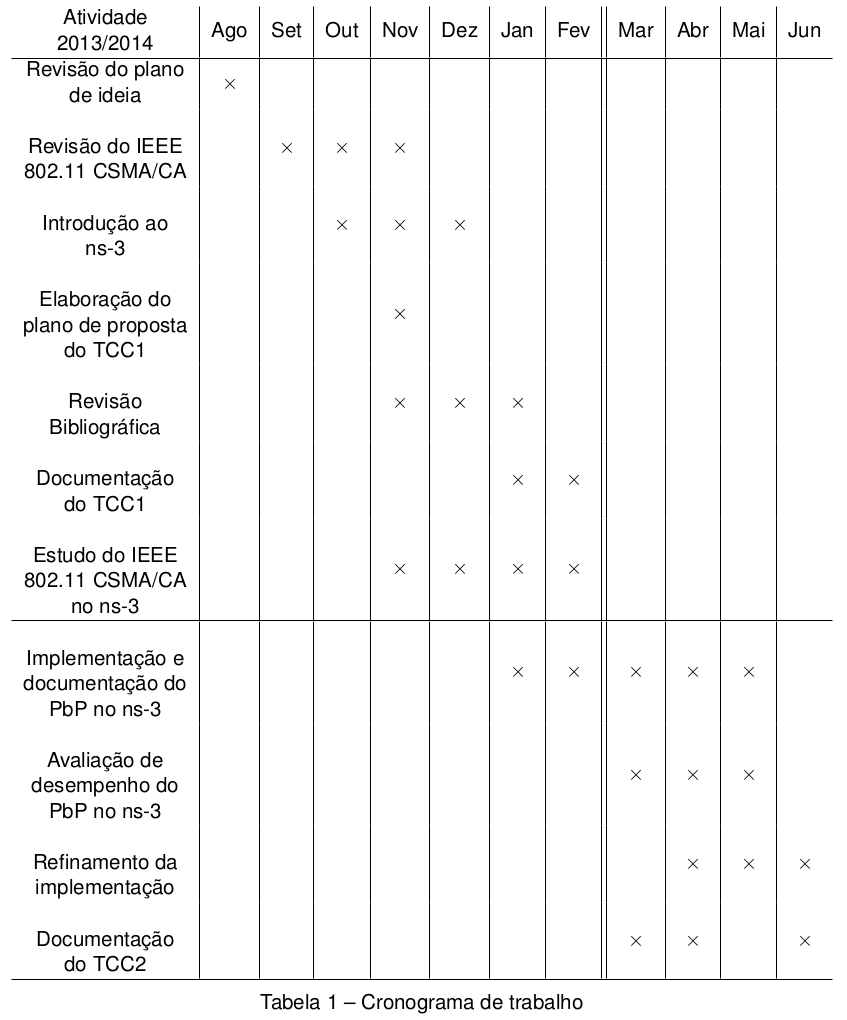 Atividade
2013/2014 Ago Set Out Nov Dez Jan Fev Mar Abr Mai Jun
Revisão do plano
de ideia ×
Revisão do IEEE
802.11 CSMA/CA × × ×
Introdução ao
ns-3 × × ×
Elaboração do
plano de proposta ×
do TCC1
Revisão
Bibliográfica × × ×
Documentação
do TCC1 × ×
Estudo do IEEE
802.11 CSMA/CA × × × ×
no ns-3
Implementação e
documentação do × × × × ×
PbP no ns-3
Avaliação de
desempenho do × × ×
PbP no ns-3
Refinamento da
implementação × × ×
Documentação
do TCC2 × × ×
Tabela 1 – Cronograma de trabalho